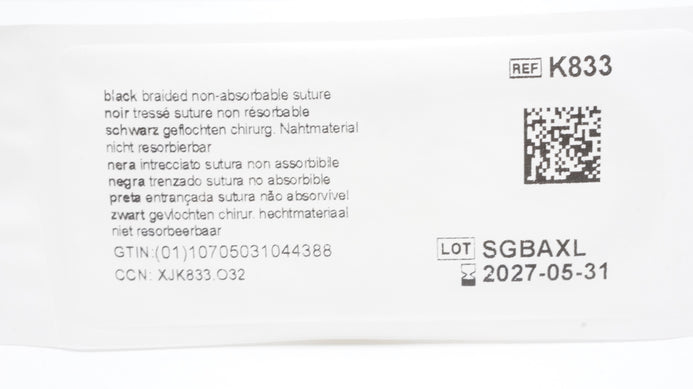 REF K833
black braided non-absorbable suture
noir tressé suture non résorbable
schwarz geflochten chirurg. Nahtmaterial
nicht resorbierbar
nera intrecciato sutura non assorbibile
negra trenzado sutura no absorbible
preta entrançada sutura não absorvível
zwart gevlochten chirur. hechtmateriaal
niet resorbeerbaar
GTIN:(01)10705031044388
CCN: XJK833.O32
LOT SGBAXL
2027-05-31